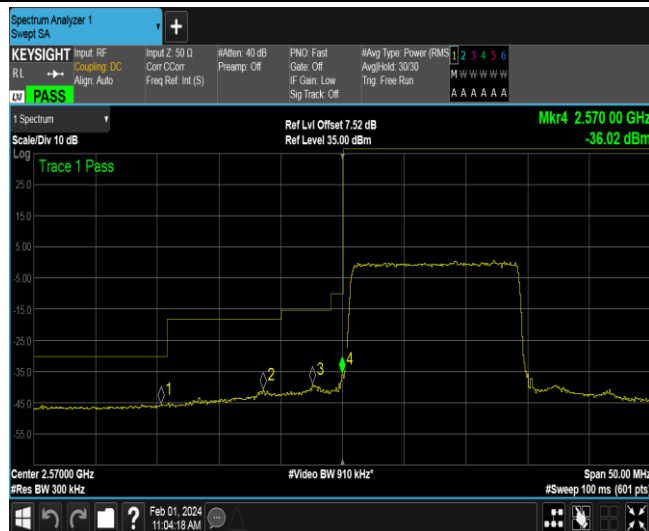 Spectrum Analyzer 1
Swept SA
+
KEYSIGHT
RL
LXI PASS
Input: RF
Coupling: DC
Align: Auto
Input Z: 50 Ω
Corr CCorr
Freq Ref: Int (S)
#Atten: 40 dB
Preamp: Off
PNO: Fast
Gate: Off
IF Gain: Low
Sig Track: Off
#Avg Type: Power (RMS
Avg|Hold: 30/30
Trig: Free Run
1 2 3 4 5 6
M W W W W W
A A A A A A
1 Spectrum
Scale/Div 10 dB
Ref Lvl Offset 7.52 dB
Ref Level 35.00 dBm
Mkr4 2.570 00 GHz
-36.02 dBm
Log
Trace 1 Pass
25.0
15.0
5.00
-5.00
-15.0
-25.0
-35.0
-45.0
-55.0
1
2
3
4
Center 2.57000 GHz
#Res BW 300 kHz
#Video BW 910 kHz*
Span 50.00 MHz
#Sweep 100 ms (601 pts)
?
Feb 01, 2024
11:04:18 AM